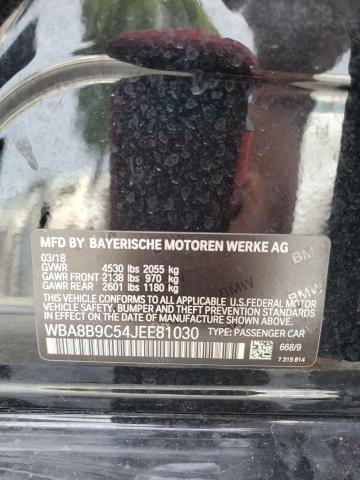 MFD BY BAYERISCHE MOTOREN WERKE AG
03/18
GVWR 4530 lbs 2055 kg
GAWR FRONT 2138 lbs 970 kg
GAWR REAR 2601 lbs 1180 kg
THIS VEHICLE CONFORMS TO ALL APPLICABLE U.S. FEDERAL MOTOR
VEHICLE SAFETY, BUMPER, AND THEFT PREVENTION STANDARDS
IN EFFECT ON THE DATE OF MANUFACTURE SHOWN ABOVE.
WBA8B9C54JEE81030 TYPE: PASSENGER CAR
668/9
7 315 814